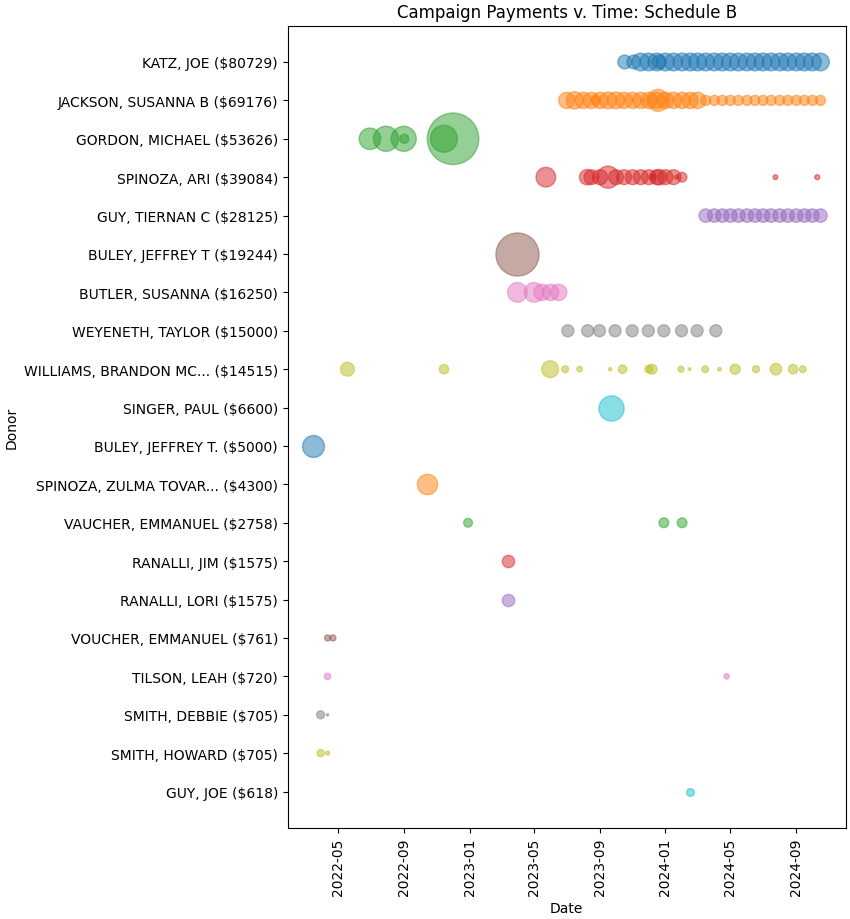 Campaign Payments v. Time: Schedule B
KATZ, JOE ($80729)
JACKSON, SUSANNA B ($69176)
GORDON, MICHAEL ($53626)
SPINOZA, ARI ($39084)
GUY, TIERNAN C ($28125)
BULEY, JEFFREY T ($19244)
BUTLER, SUSANNA ($16250)
WEYENETH, TAYLOR ($15000)
WILLIAMS, BRANDON MC... ($14515)
SINGER, PAUL ($6600)
BULEY, JEFFREY T. ($5000)
SPINOZA, ZULMA TOVAR... ($4300)
VAUCHER, EMMANUEL ($2758)
RANALLI, JIM ($1575)
RANALLI, LORI ($1575)
VOUCHER, EMMANUEL ($761)
TILSON, LEAH ($720)
SMITH, DEBBIE ($705)
SMITH, HOWARD ($705)
GUY, JOE ($618)
Donor
2022-05
2022-09
2023-01
2023-05
2023-09
2024-01
2024-05
2024-09
Date